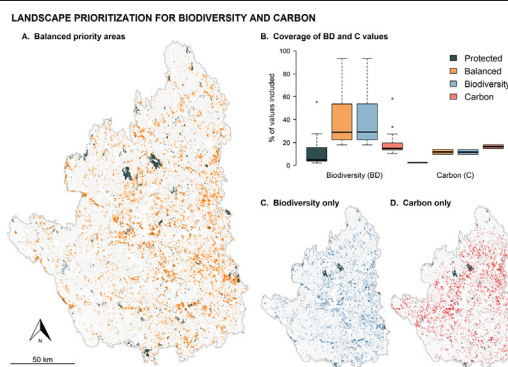 LANDSCAPE PRIORITIZATION FOR BIODIVERSITY AND CARBON
A. Balanced priority areas
B. Coverage of BD and C values
% of values included
100
80
60
40
20
0
Protected
Balanced
Biodiversity
Carbon
Biodiversity (BD)
Carbon (C)
C. Biodiversity only
D. Carbon only
N
50 km